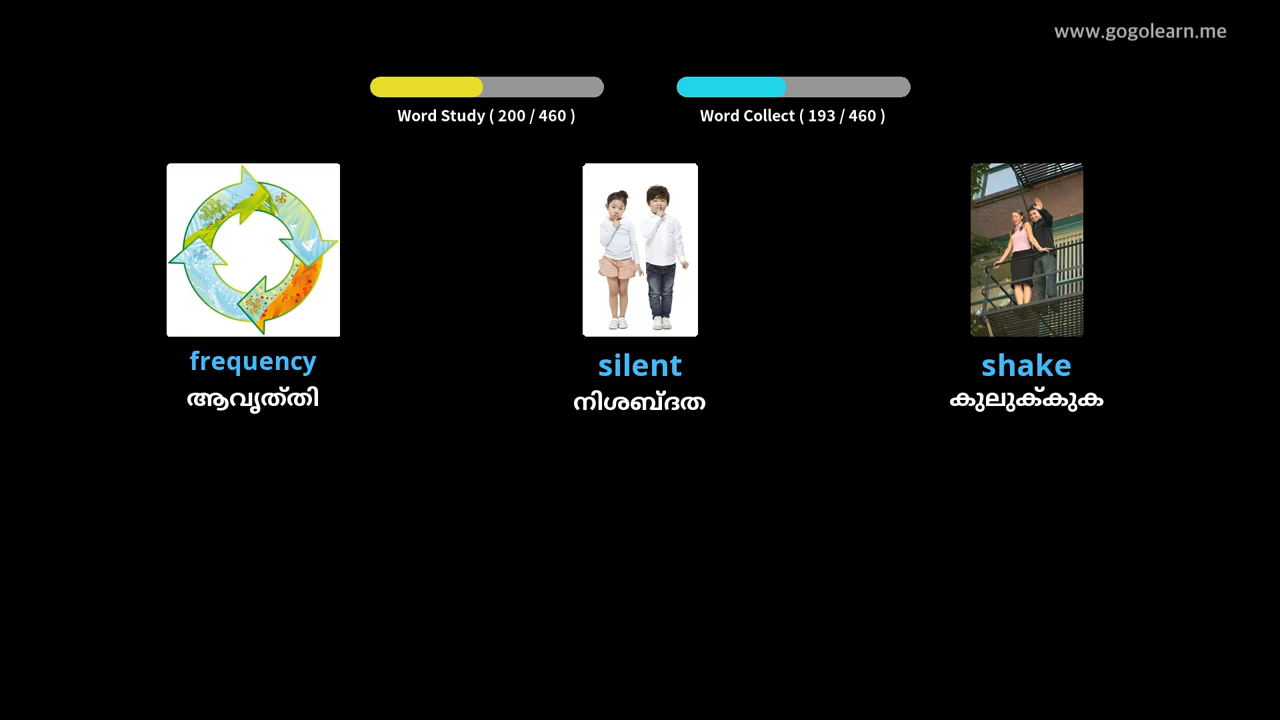 www.gogolearn.me
Word Study ( 200 / 460 )
Word Collect ( 193 / 460 )
frequency
ആവൃത്തി
silent
നിശബ്ദത
shake
കുലുക്കുക